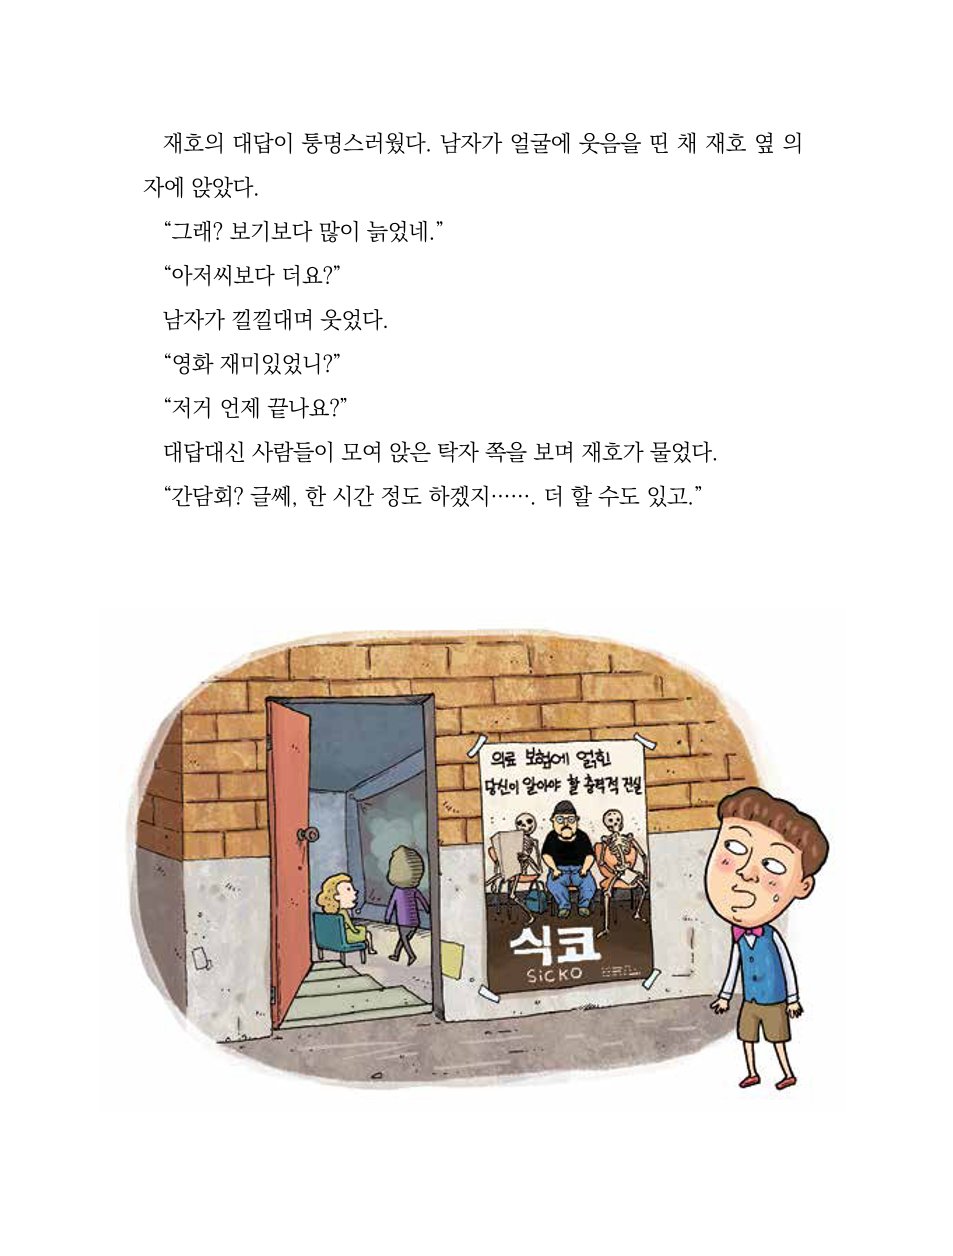 재호의 대답이 퉁명스러웠다. 남자가 얼굴에 웃음을 띤 채 재호 옆 의
자에 앉았다.
“그래? 보기보다 많이 늙었네.”
“아저씨보다 더요?”
남자가 낄낄대며 웃었다.
“영화 재미있었니?”
“저거 언제 끝나요?”
대답대신 사람들이 모여 앉은 탁자 쪽을 보며 재호가 물었다.
“간담회? 글쎄, 한 시간 정도 하겠지……. 더 할 수도 있고.”
의료 보험에 얽힌
당신이 알아야 할 충격적 진실
식코
SiCKO